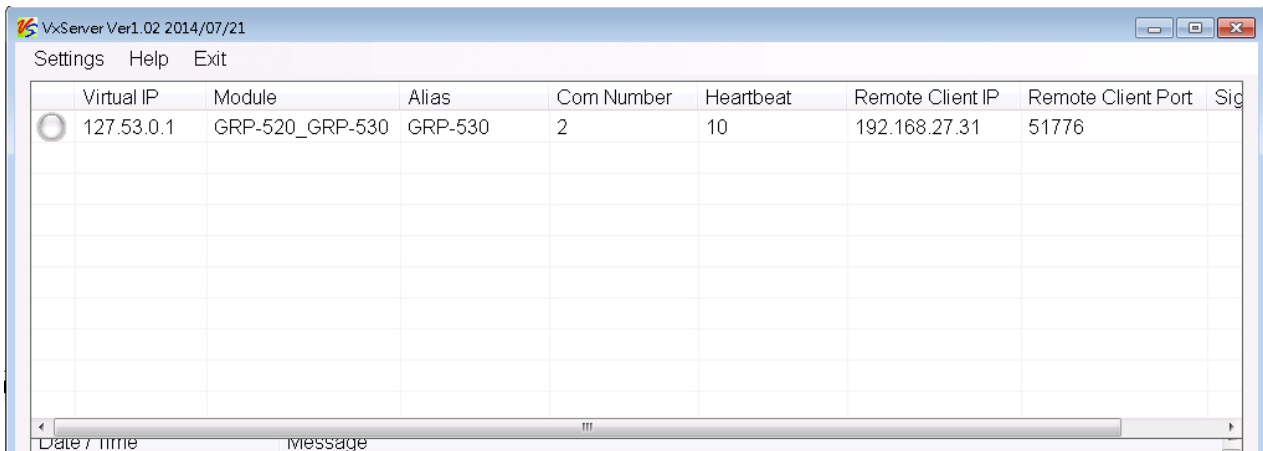 VxServer Ver1.02 2014/07/21
Settings Help Exit
Virtual IP Module Alias Com Number Heartbeat Remote Client IP Remote Client Port Sig
127.53.0.1 GRP-520_GRP-530 GRP-530 2 10 192.168.27.31 51776
Date / Time Message